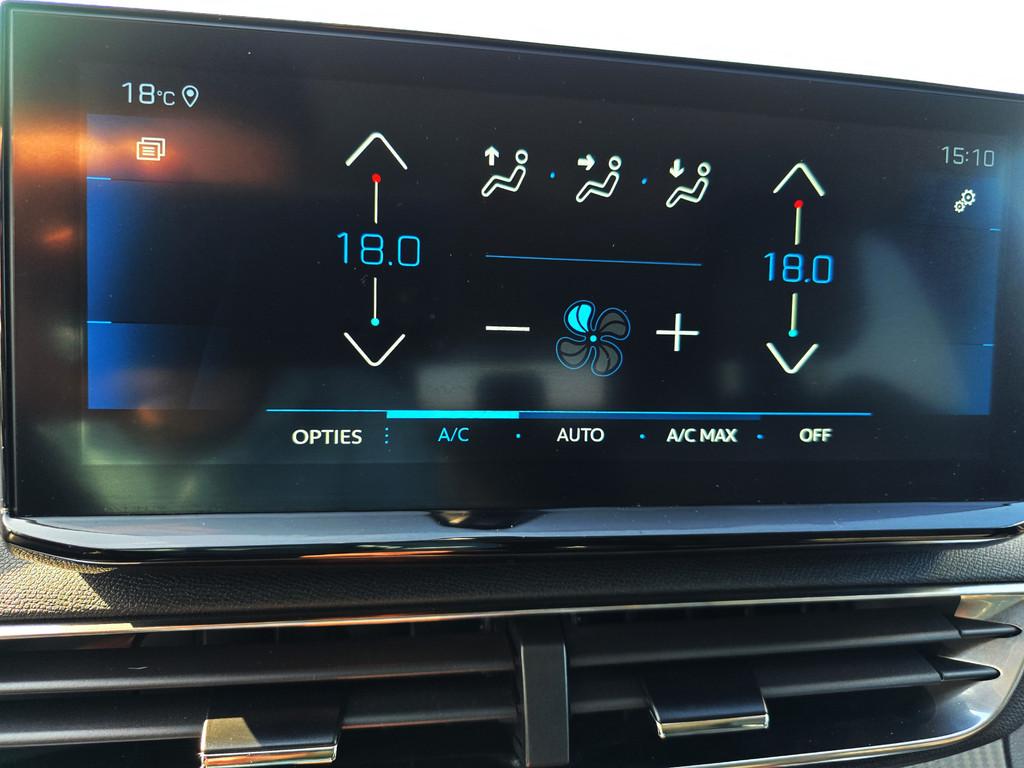 18°C
15:10
18.0
18.0
OPTIES A/C AUTO A/C MAX OFF